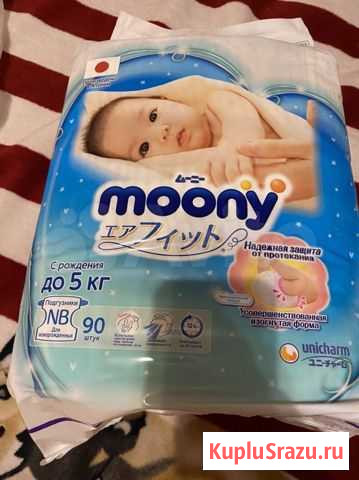 ムーニー
moony
エアフィット
С рождения
до 5 кг
Надежная защита
от протекания
Усовершенствованная
изогнутая форма
Подгузники
NB
Для
новорожденных
90
штук
unicharm
ユニ・チャーム
KupluSrazu.ru